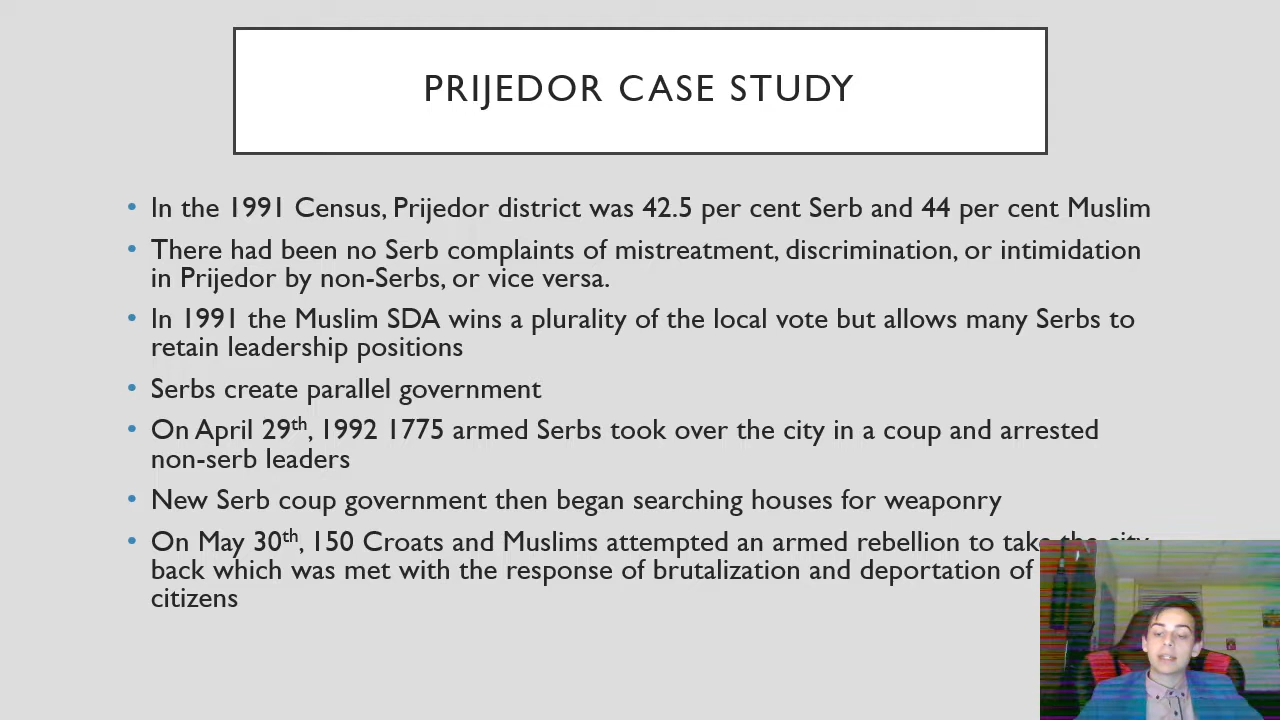 PRIJEDOR CASE STUDY
• In the 1991 Census, Prijedor district was 42.5 per cent Serb and 44 per cent Muslim
• There had been no Serb complaints of mistreatment, discrimination, or intimidation
in Prijedor by non-Serbs, or vice versa.
• In 1991 the Muslim SDA wins a plurality of the local vote but allows many Serbs to
retain leadership positions
• Serbs create parallel government
• On April 29th, 1992 1775 armed Serbs took over the city in a coup and arrested
non-serb leaders
• New Serb coup government then began searching houses for weaponry
• On May 30th, 150 Croats and Muslims attempted an armed rebellion to take the city
back which was met with the response of brutalization and deportation of
citizens